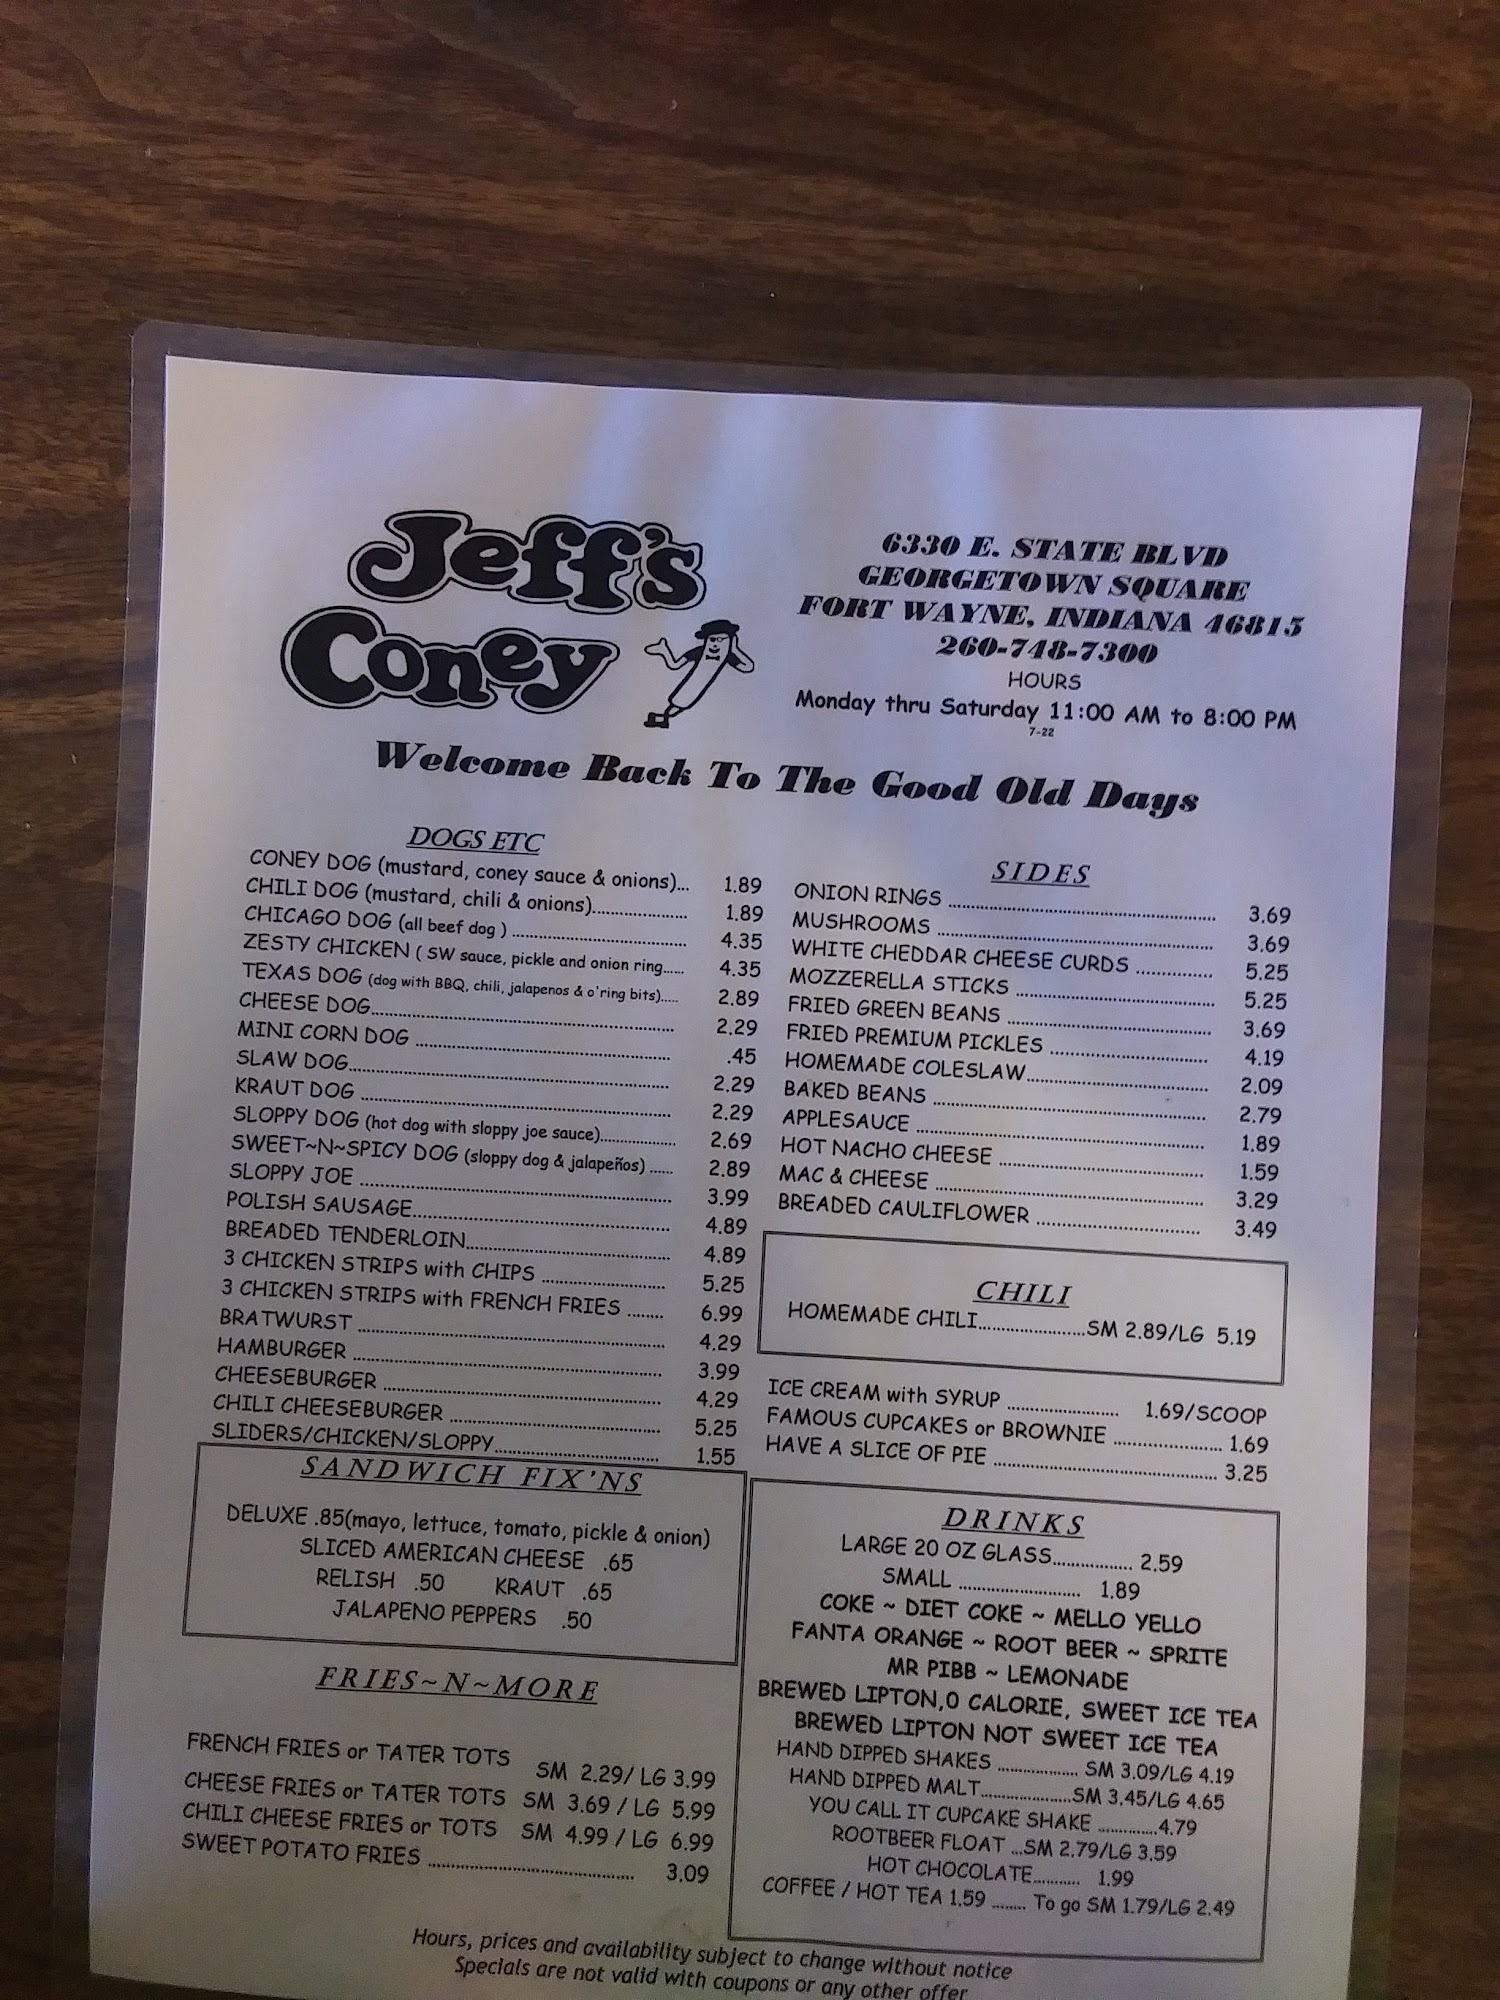 Jeff's
Coney
6330 E. STATE BLVD
GEORGETOWN SQUARE
FORT WAYNE, INDIANA 46815
260-748-7300
HOURS
Monday thru Saturday 11:00 AM to 8:00 PM
7-22
Welcome Back To The Good Old Days
DOGS ETC
CONEY DOG (mustard, coney sauce & onions)... 1.89
CHILI DOG (mustard, chili & onions)..................... 1.89
CHICAGO DOG (all beef dog ) ....................................... 4.35
ZESTY CHICKEN ( SW sauce, pickle and onion ring...... 4.35
TEXAS DOG (dog with BBQ, chili, jalapenos & o'ring bits)..... 2.89
CHEESE DOG.................................................................... 2.29
MINI CORN DOG ......................................................... .45
SLAW DOG....................................................................... 2.29
KRAUT DOG ..................................................................... 2.29
SLOPPY DOG (hot dog with sloppy joe sauce)................. 2.69
SWEET~N~SPICY DOG (sloppy dog & jalapeños) ...... 2.89
SLOPPY JOE ..................................................................... 3.99
POLISH SAUSAGE......................................................... 4.89
BREADED TENDERLOIN.............................................. 4.89
3 CHICKEN STRIPS with CHIPS ............................ 5.25
3 CHICKEN STRIPS with FRENCH FRIES ........ 6.99
BRATWURST .................................................................... 4.29
HAMBURGER .................................................................... 3.99
CHEESEBURGER .............................................................. 4.29
CHILI CHEESEBURGER ............................................... 5.25
SLIDERS/CHICKEN/SLOPPY..................................... 1.55
SANDWICH FIX'NS
DELUXE .85(mayo, lettuce, tomato, pickle & onion)
SLICED AMERICAN CHEESE .65
RELISH .50 KRAUT .65
JALAPENO PEPPERS .50
FRIES~N~MORE
FRENCH FRIES or TATER TOTS SM 2.29/ LG 3.99
CHEESE FRIES or TATER TOTS SM 3.69 / LG 5.99
CHILI CHEESE FRIES or TOTS SM 4.99 / LG 6.99
SWEET POTATO FRIES .............................................. 3.09
SIDES
ONION RINGS ............................................................ 3.69
MUSHROOMS .............................................................. 3.69
WHITE CHEDDAR CHEESE CURDS ................. 5.25
MOZZERELLA STICKS ............................................. 5.25
FRIED GREEN BEANS .............................................. 3.69
FRIED PREMIUM PICKLES ................................... 4.19
HOMEMADE COLESLAW......................................... 2.09
BAKED BEANS ............................................................. 2.79
APPLESAUCE ................................................................. 1.89
HOT NACHO CHEESE .............................................. 1.59
MAC & CHEESE ............................................................ 3.29
BREADED CAULIFLOWER ..................................... 3.49
CHILI
HOMEMADE CHILI........................SM 2.89/LG 5.19
ICE CREAM with SYRUP ......................... 1.69/SCOOP
FAMOUS CUPCAKES or BROWNIE ........................ 1.69
HAVE A SLICE OF PIE .................................................. 3.25
DRINKS
LARGE 20 OZ GLASS................. 2.59
SMALL ........................... 1.89
COKE ~ DIET COKE ~ MELLO YELLO
FANTA ORANGE ~ ROOT BEER ~ SPRITE
MR PIBB ~ LEMONADE
BREWED LIPTON,0 CALORIE, SWEET ICE TEA
BREWED LIPTON NOT SWEET ICE TEA
HAND DIPPED SHAKES .................. SM 3.09/LG 4.19
HAND DIPPED MALT....................SM 3.45/LG 4.65
YOU CALL IT CUPCAKE SHAKE .............4.79
ROOTBEER FLOAT ...SM 2.79/LG 3.59
HOT CHOCOLATE........... 1.99
COFFEE / HOT TEA 1.59 ........ To go SM 1.79/LG 2.49
Hours, prices and availability subject to change without notice
Specials are not valid with coupons or any other offer